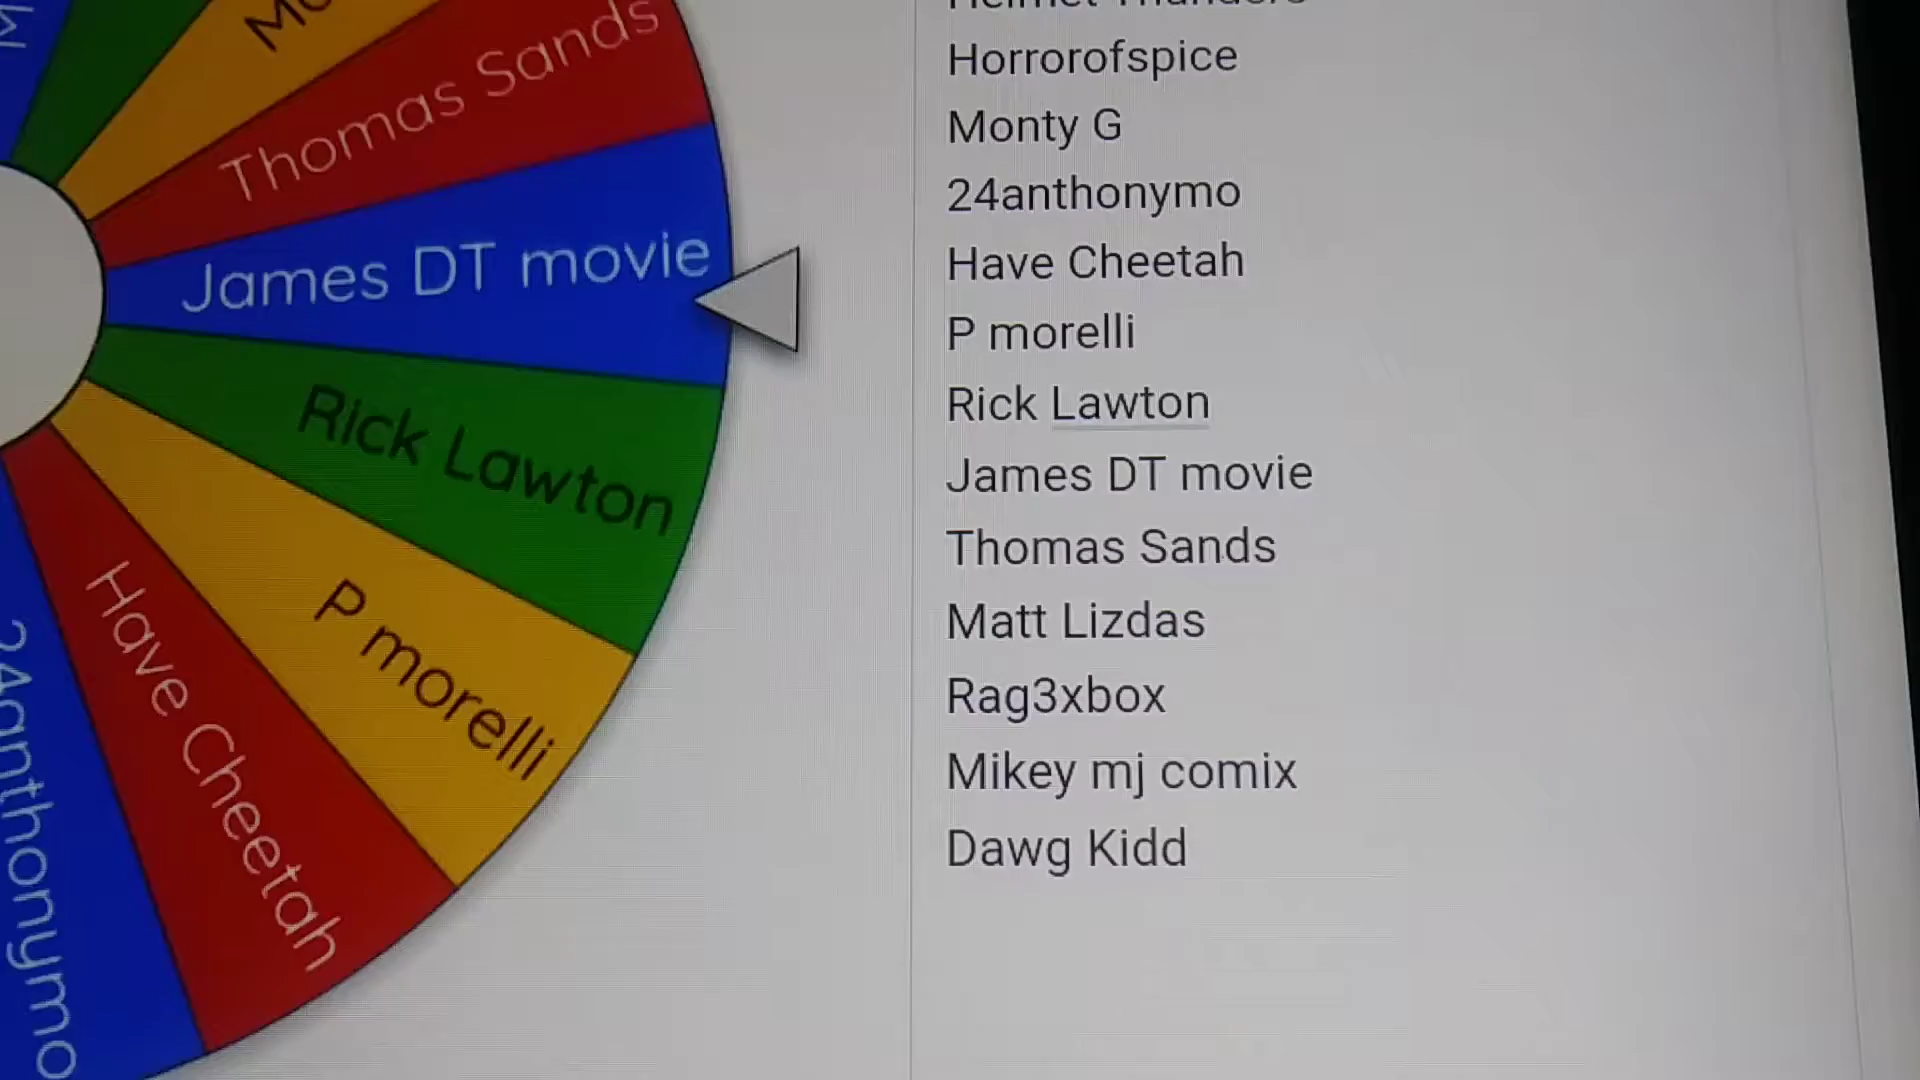 Thomas Sands
James DT movie
Rick Lawton
P morelli
Have Cheetah
24anthonymo
Horrorofspice
Monty G
24anthonymo
Have Cheetah
P morelli
Rick Lawton
James DT movie
Thomas Sands
Matt Lizdas
Rag3xbox
Mikey mj comix
Dawg Kidd